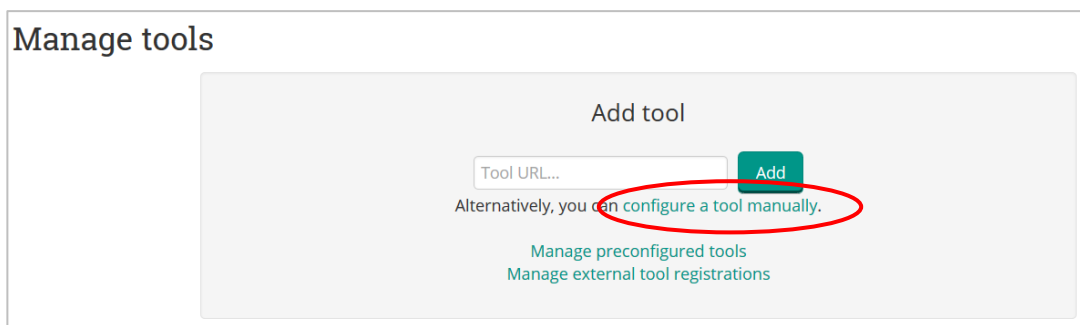 Manage tools
Add tool
Tool URL... Add
Alternatively, you can configure a tool manually.
Manage preconfigured tools
Manage external tool registrations